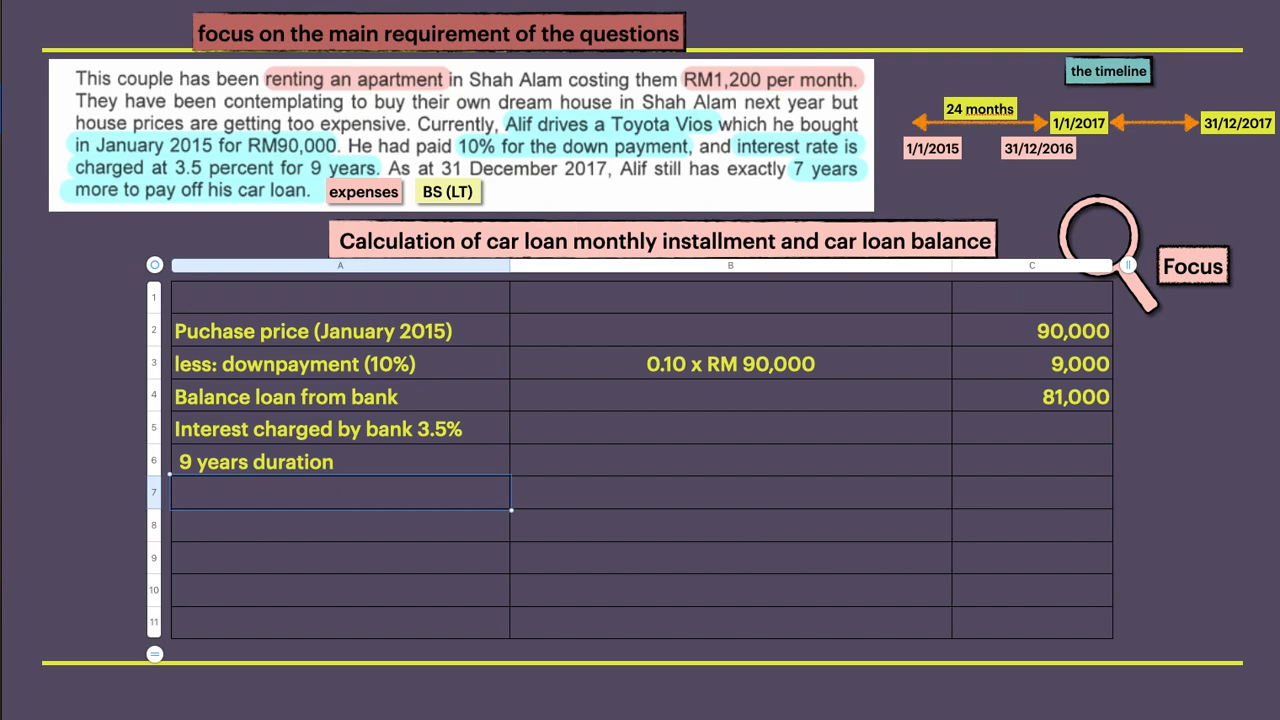 focus on the main requirement of the questions
This couple has been renting an apartment in Shah Alam costing them RM1,200 per month.
They have been contemplating to buy their own dream house in Shah Alam next year but
house prices are getting too expensive. Currently, Alif drives a Toyota Vios which he bought
in January 2015 for RM90,000. He had paid 10% for the down payment, and interest rate is
charged at 3.5 percent for 9 years. As at 31 December 2017, Alif still has exactly 7 years
more to pay off his car loan. expenses BS (LT)
the timeline
24 months
1/1/2017 31/12/2017
1/1/2015 31/12/2016
Calculation of car loan monthly installment and car loan balance
Focus
A B C
1
2 Puchase price (January 2015) 90,000
3 less: downpayment (10%) 0.10 x RM 90,000 9,000
4 Balance loan from bank 81,000
5 Interest charged by bank 3.5%
6 9 years duration
7
8
9
10
11